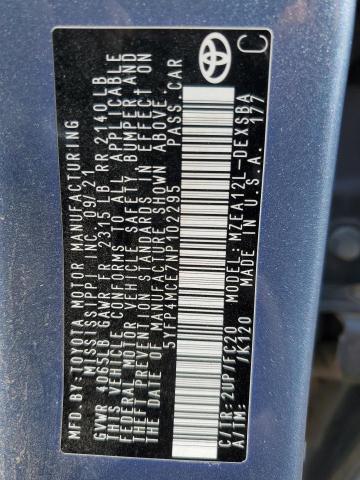 MFD.BY: TOYOTA MOTOR MANUFACTURING
MISSISSIPPI INC. 09/21
GVWR 4065LB GAWR FR 2315 LB RR 2140 LB
THIS VEHICLE CONFORMS TO ALL APPLICABLE
FEDERAL MOTOR VEHICLE SAFETY, BUMPER AND
THEFT PREVENTION STANDARDS IN EFFECT ON
THE DATE OF MANUFACTURE SHOWN ABOVE.
5YFP4MCE7NP102295 PASS.CAR
C/TR: 2UP/FC20 MODEL: MZEA12L-DEXSBA
A/TM: /K120 MADE IN U.S.A. 177
TOYOTA
C